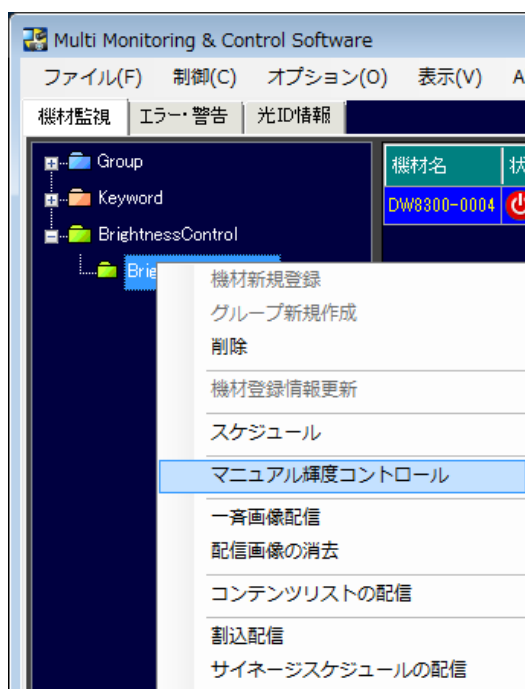 Multi Monitoring & Control Software
ファイル(F) 制御(C) オプション(O) 表示(V)
機材監視 エラー・警告 光ID情報
Group
Keyword
BrightnessControl
機材名 状
DW8300-0004
機材新規登録
グループ新規作成
削除
機材登録情報更新
スケジュール
マニュアル輝度コントロール
一斉画像配信
配信画像の消去
コンテンツリストの配信
割込配信
サイネージスケジュールの配信